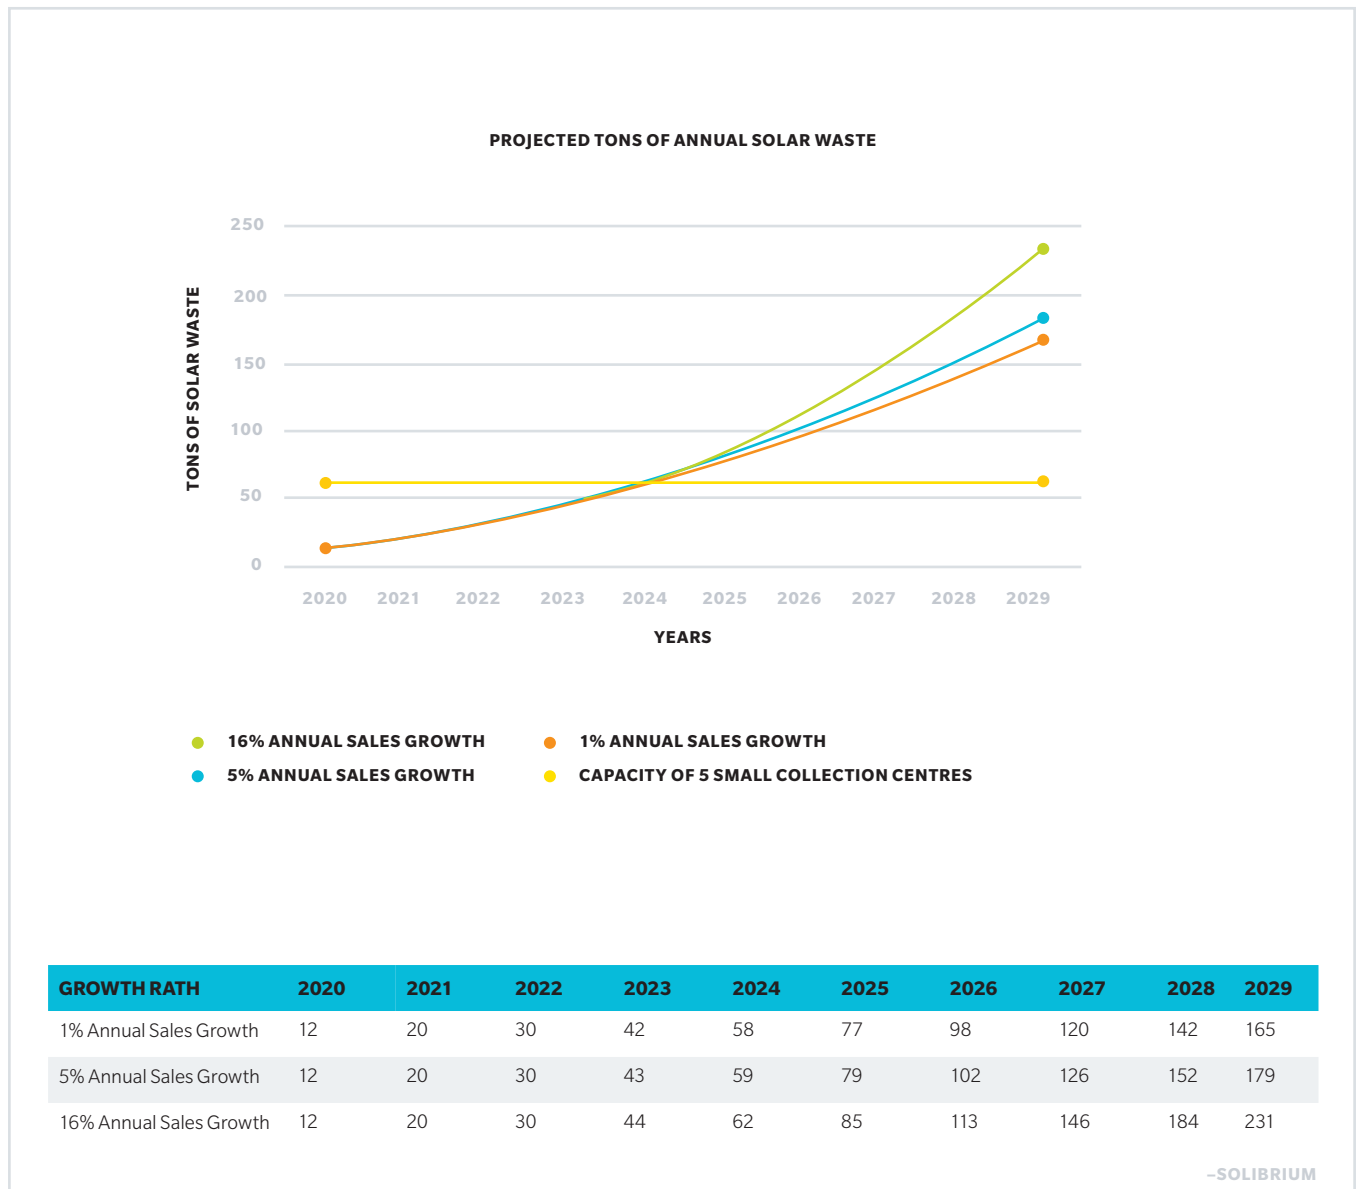 PROJECTED TONS OF ANNUAL SOLAR WASTE
250
200
150
100
50
0
TONS OF SOLAR WASTE
2020 2021 2022 2023 2024 2025 2026 2027 2028 2029
YEARS
16% ANNUAL SALES GROWTH 1% ANNUAL SALES GROWTH
5% ANNUAL SALES GROWTH CAPACITY OF 5 SMALL COLLECTION CENTRES
GROWTH RATH 2020 2021 2022 2023 2024 2025 2026 2027 2028 2029
1% Annual Sales Growth 12 20 30 42 58 77 98 120 142 165
5% Annual Sales Growth 12 20 30 43 59 79 102 126 152 179
16% Annual Sales Growth 12 20 30 44 62 85 113 146 184 231
–SOLIBRIUM